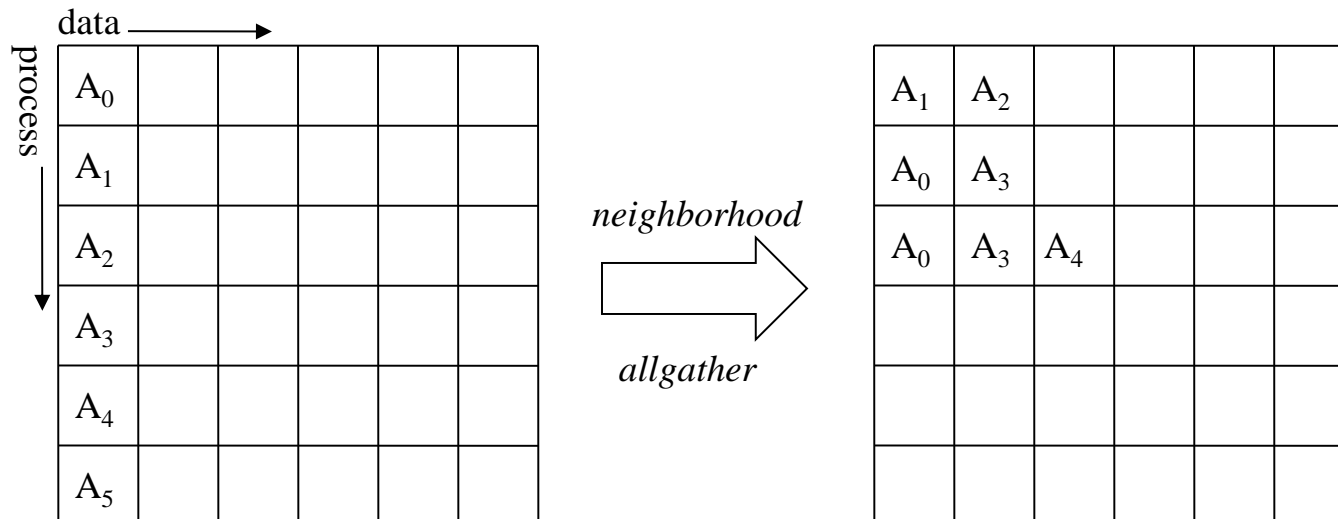 data
process
A₀
A₁
A₂
A₃
A₄
A₅
neighborhood
allgather
A₁ A₂
A₀ A₃
A₀ A₃ A₄